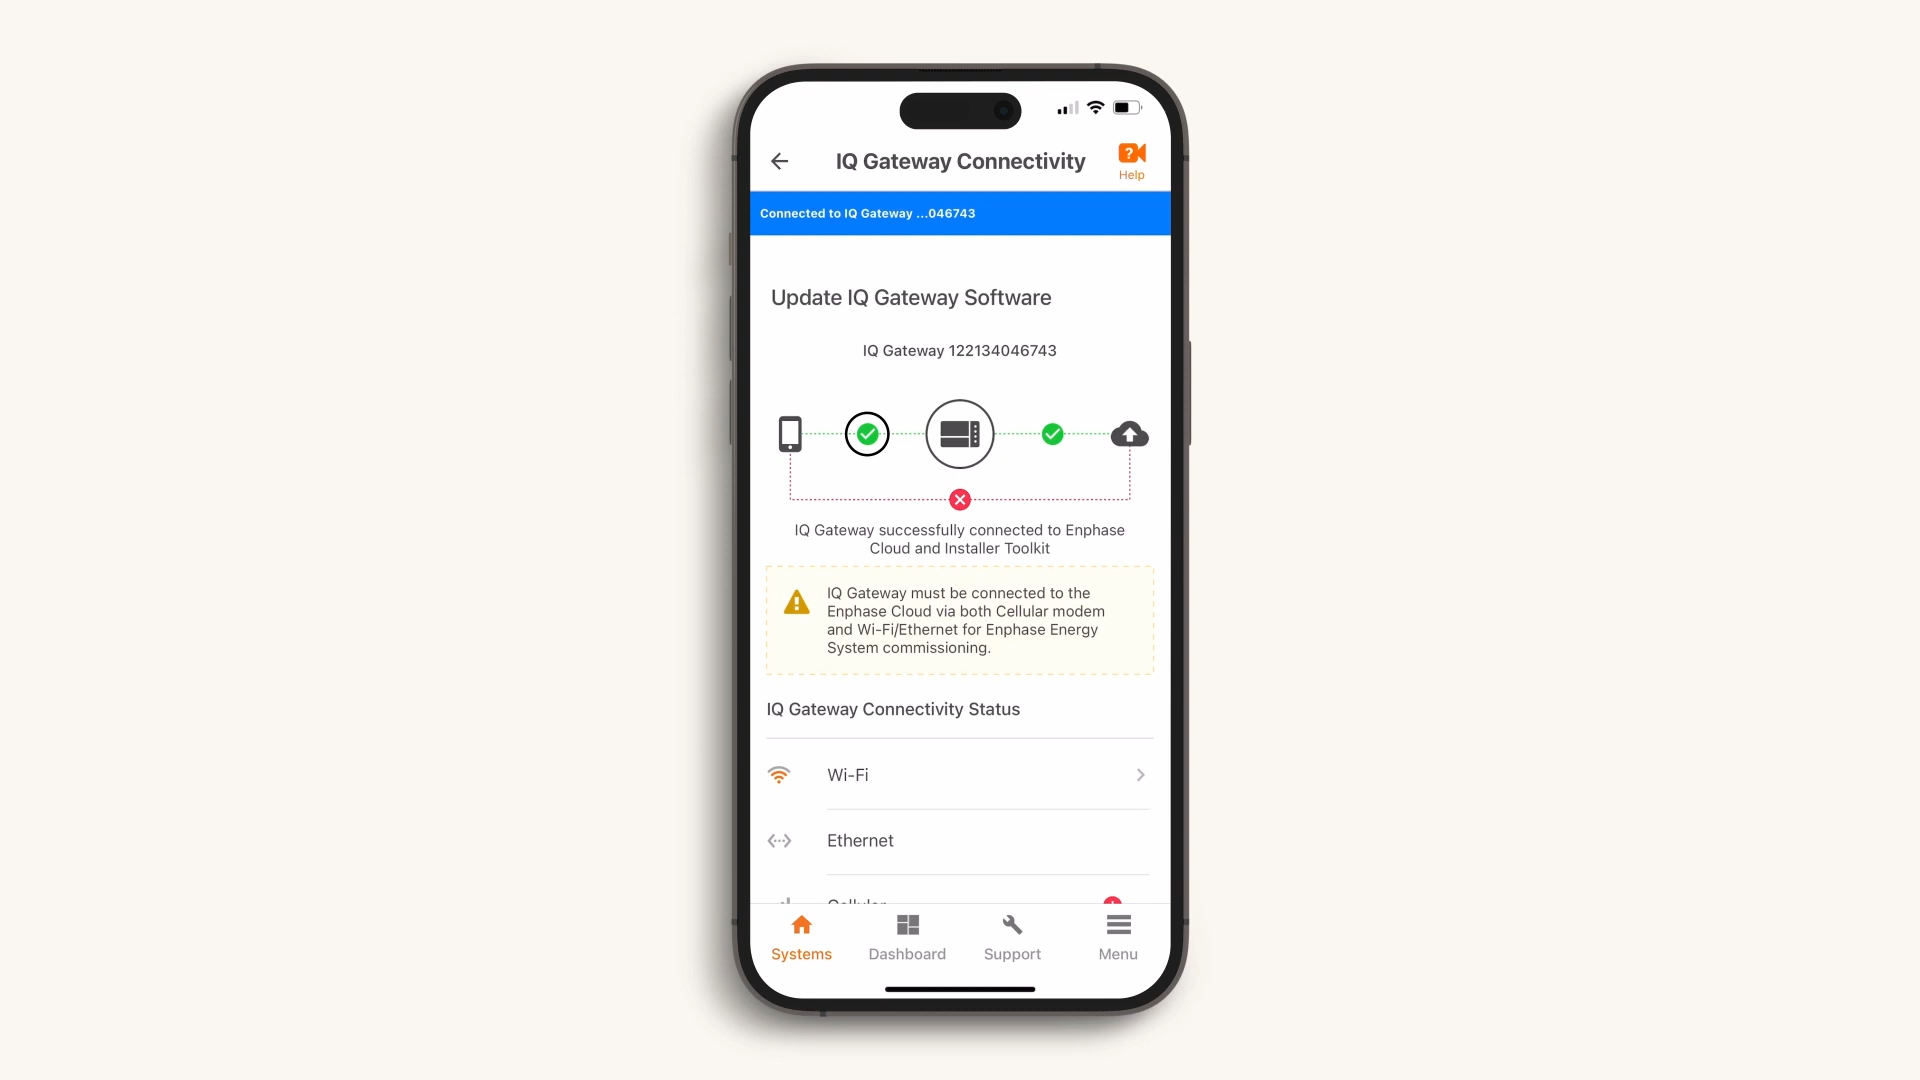 IQ Gateway Connectivity
Help
Connected to IQ Gateway ...046743
Update IQ Gateway Software
IQ Gateway 122134046743
IQ Gateway successfully connected to Enphase
Cloud and Installer Toolkit
IQ Gateway must be connected to the
Enphase Cloud via both Cellular modem
and Wi-Fi/Ethernet for Enphase Energy
System commissioning.
IQ Gateway Connectivity Status
Wi-Fi
Ethernet
Cellular
Systems
Dashboard
Support
Menu